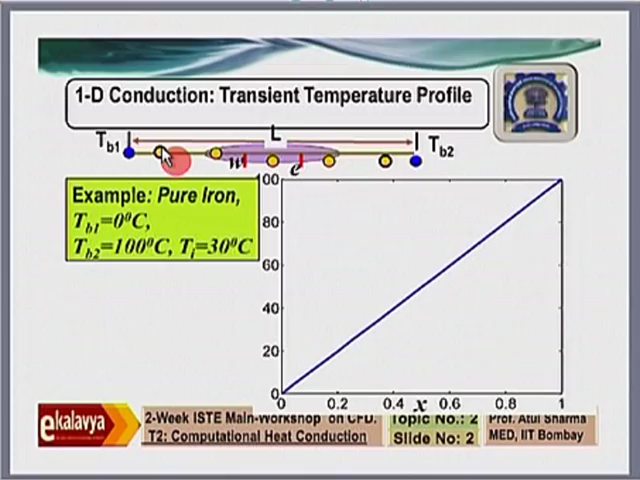 1-D Conduction: Transient Temperature Profile
L
T_b1
T_b2
w
e
Example: Pure Iron,
T_b1=0⁰C,
T_b2=100⁰C, T_i=30⁰C
100
80
60
40
20
0
0 0.2 0.4 0.6 0.8 1
x
ekalavya
2-Week ISTE Main-Workshop on CFD.
T2: Computational Heat Conduction
Topic No.: 2
Slide No: 2
Prof. Atul Sharma
MED, IIT Bombay